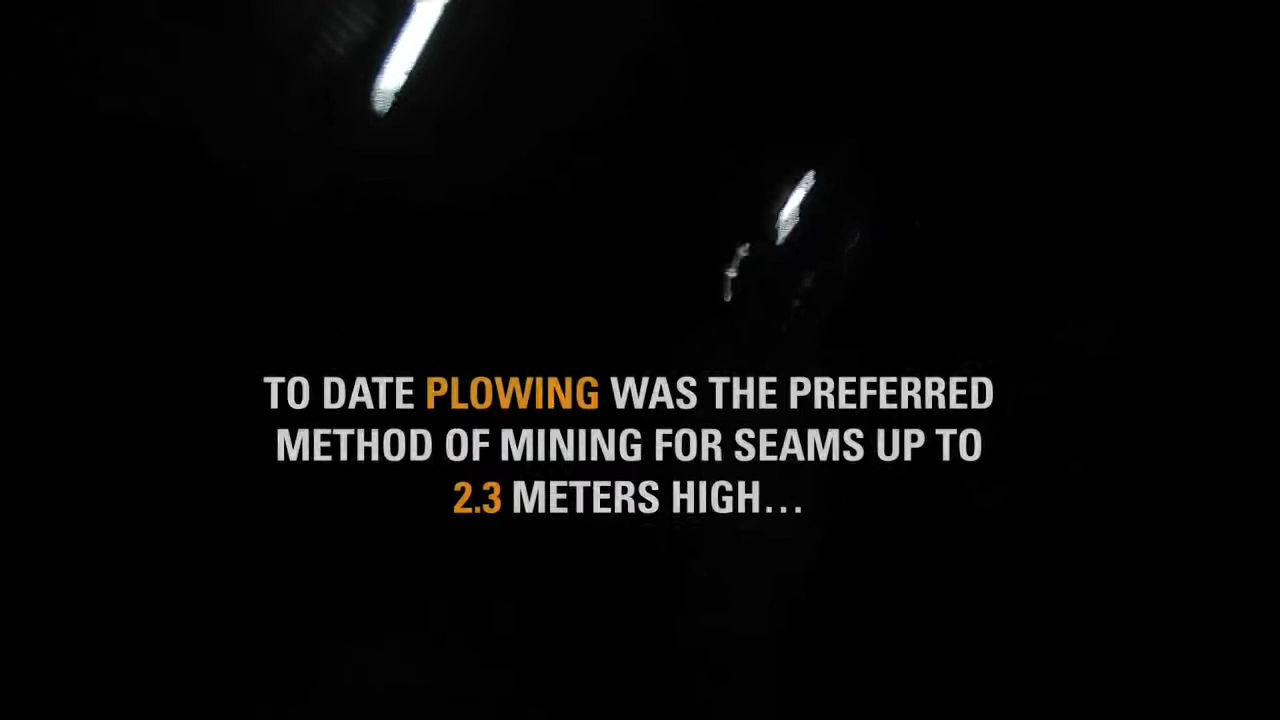 TO DATE PLOWING WAS THE PREFERRED
METHOD OF MINING FOR SEAMS UP TO
2.3 METERS HIGH…